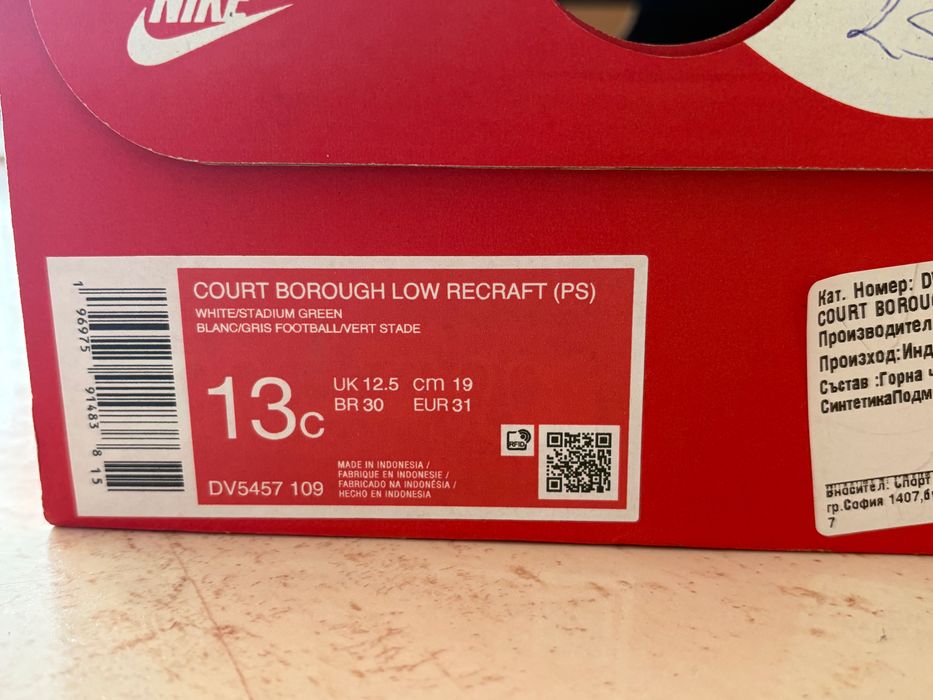 NIKE
COURT BOROUGH LOW RECRAFT (PS)
WHITE/STADIUM GREEN
BLANC/GRIS FOOTBALL/VERT STADE
13C
UK 12.5 cm 19
BR 30 EUR 31
RFID
MADE IN INDONESIA /
FABRIQUE EN INDONESIE /
FABRICADO NA INDONÉSIA /
HECHO EN INDONESIA
DV5457 109
1 96975 91483 8 15
Кат. Номер: DV
COURT BOROUG
Производител
Произход:Инд
Състав :Горна ч
СинтетикаПодм
Вносител: Спорт
гр.София 1407,б
7